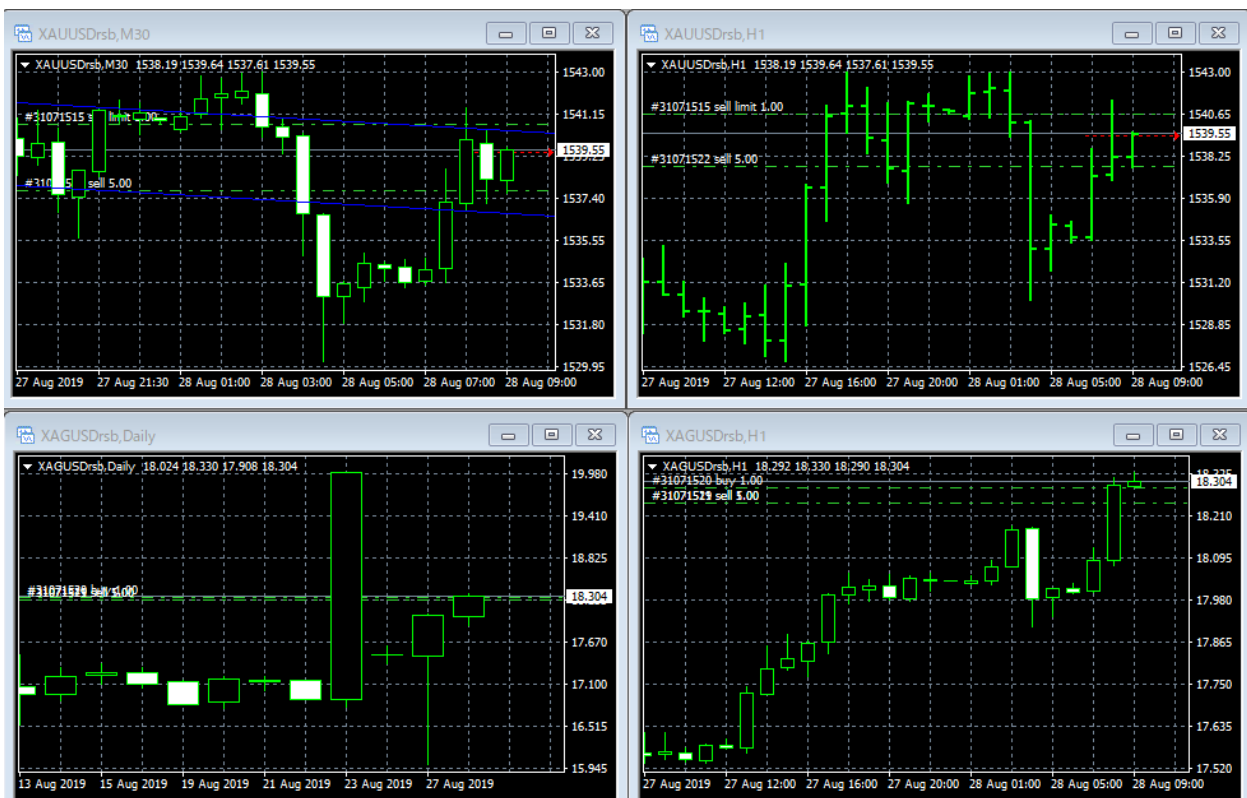 XAUUSDrsb,M30
XAUUSDrsb,M30 1538.19 1539.64 1537.61 1539.55
#31071515 sell limit 1.00
sell 5.00
1543.00
1541.15
1539.55
1539.25
1537.40
1535.55
1533.65
1531.80
1529.95
27 Aug 2019 27 Aug 21:30 28 Aug 01:00 28 Aug 03:00 28 Aug 05:00 28 Aug 07:00 28 Aug 09:00
XAUUSDrsb,H1
XAUUSDrsb,H1 1538.19 1539.64 1537.61 1539.55
#31071515 sell limit 1.00
#31071522 sell 5.00
1543.00
1540.65
1539.55
1538.25
1535.90
1533.55
1531.20
1528.85
1526.45
27 Aug 2019 27 Aug 12:00 27 Aug 16:00 27 Aug 20:00 28 Aug 01:00 28 Aug 05:00 28 Aug 09:00
XAGUSDrsb,Daily
XAGUSDrsb,Daily 18.024 18.330 17.908 18.304
19.980
19.410
18.825
18.304
17.670
17.100
16.515
15.945
13 Aug 2019 15 Aug 2019 19 Aug 2019 21 Aug 2019 23 Aug 2019 27 Aug 2019
XAGUSDrsb,H1
XAGUSDrsb,H1 18.292 18.330 18.290 18.304
#31071520 buy 1.00
sell 5.00
18.325
18.304
18.210
18.095
17.980
17.865
17.750
17.635
17.520
27 Aug 2019 27 Aug 12:00 27 Aug 16:00 27 Aug 20:00 28 Aug 01:00 28 Aug 05:00 28 Aug 09:00